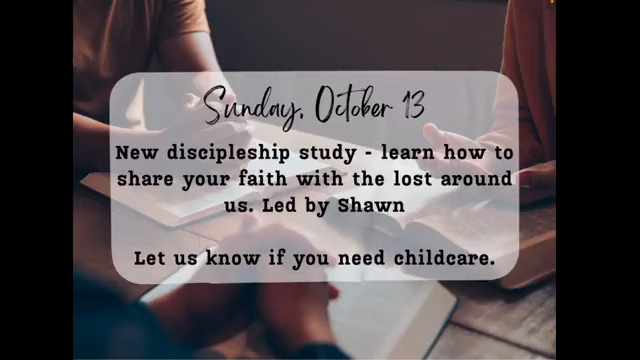 Sunday, October 13
New discipleship study - learn how to
share your faith with the lost around
us. Led by Shawn
Let us know if you need childcare.